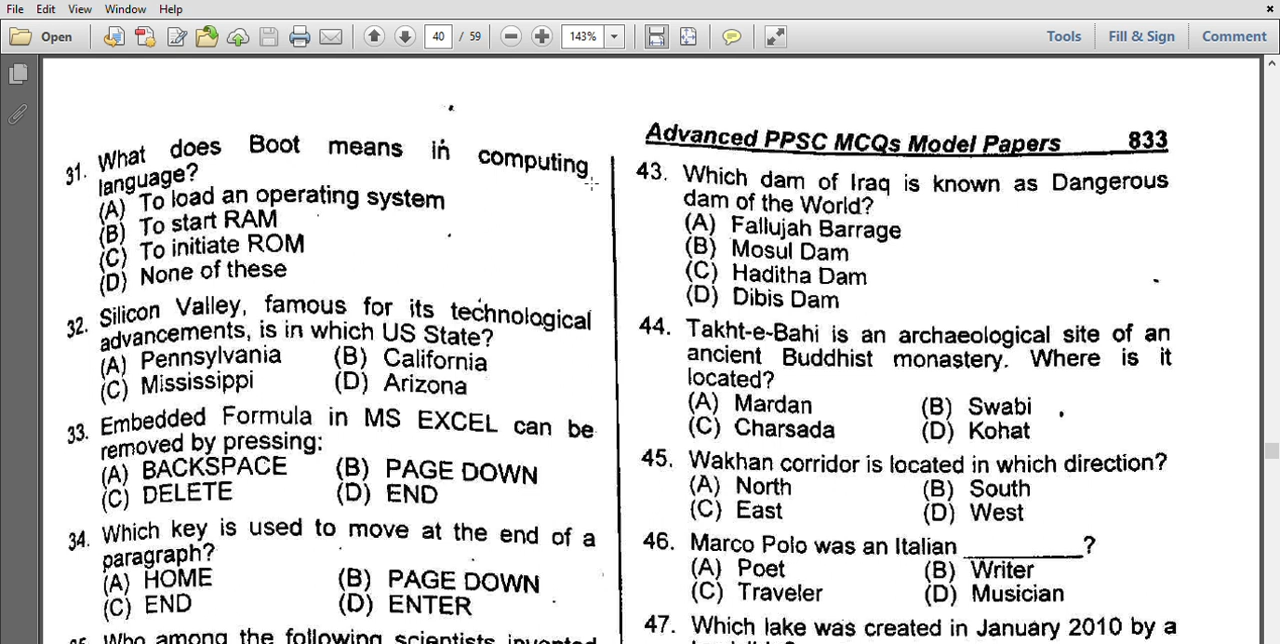 File Edit View Window Help
Open 40 / 59 143% Tools Fill & Sign Comment
31. What does Boot means in computing
language?
(A) To load an operating system
(B) To start RAM
(C) To initiate ROM
(D) None of these
32. Silicon Valley, famous for its technological
advancements, is in which US State?
(A) Pennsylvania (B) California
(C) Mississippi (D) Arizona
33. Embedded Formula in MS EXCEL can be
removed by pressing:
(A) BACKSPACE (B) PAGE DOWN
(C) DELETE (D) END
34. Which key is used to move at the end of a
paragraph?
(A) HOME (B) PAGE DOWN
(C) END (D) ENTER
Who among the following scientists invented
Advanced PPSC MCQs Model Papers 833
43. Which dam of Iraq is known as Dangerous
dam of the World?
(A) Fallujah Barrage
(B) Mosul Dam
(C) Haditha Dam
(D) Dibis Dam
44. Takht-e-Bahi is an archaeological site of an
ancient Buddhist monastery. Where is it
located?
(A) Mardan (B) Swabi
(C) Charsada (D) Kohat
45. Wakhan corridor is located in which direction?
(A) North (B) South
(C) East (D) West
46. Marco Polo was an Italian __________?
(A) Poet (B) Writer
(C) Traveler (D) Musician
47. Which lake was created in January 2010 by a